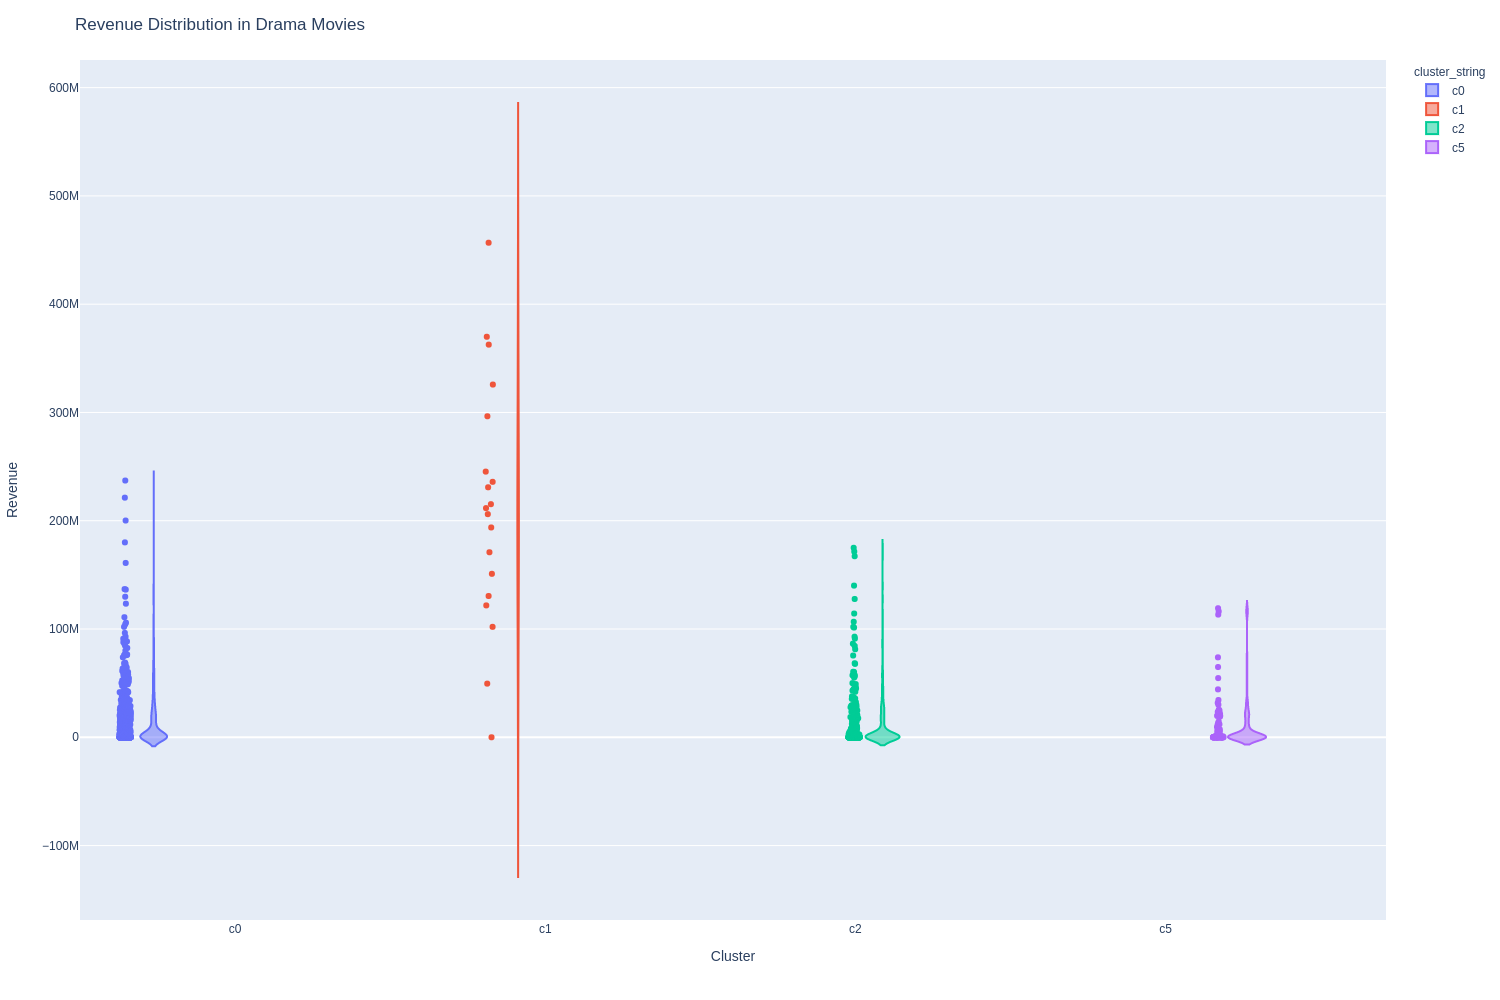 Revenue Distribution in Drama Movies
cluster_string
c0
c1
c2
c5
600M
500M
400M
300M
200M
100M
0
−100M
Revenue
c0
c1
c2
c5
Cluster